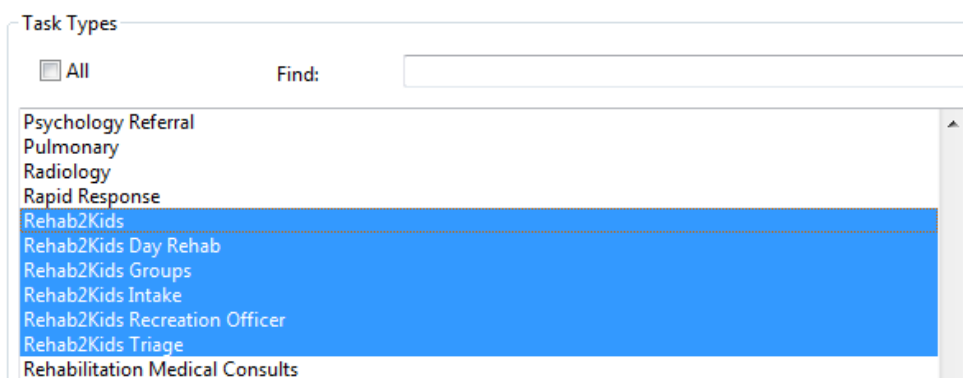 Task Types
All Find:
Psychology Referral
Pulmonary
Radiology
Rapid Response
Rehab2Kids
Rehab2Kids Day Rehab
Rehab2Kids Groups
Rehab2Kids Intake
Rehab2Kids Recreation Officer
Rehab2Kids Triage
Rehabilitation Medical Consults